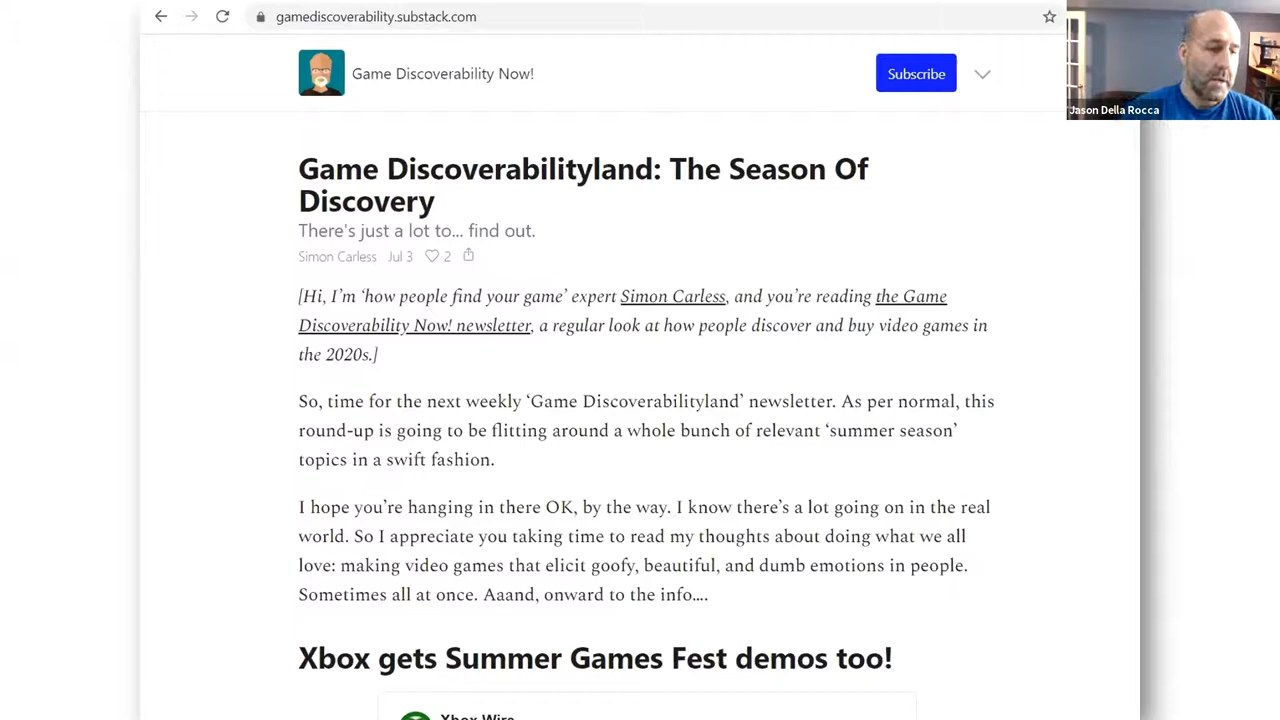 gamediscoverability.substack.com
Game Discoverability Now!
Subscribe
Jason Della Rocca
Game Discoverabilityland: The Season Of
Discovery
There's just a lot to... find out.
Simon Carless Jul 3 2
[Hi, I'm ‘how people find your game’ expert Simon Carless, and you're reading the Game
Discoverability Now! newsletter, a regular look at how people discover and buy video games in
the 2020s.]
So, time for the next weekly ‘Game Discoverabilityland’ newsletter. As per normal, this
round-up is going to be flitting around a whole bunch of relevant ‘summer season’
topics in a swift fashion.
I hope you’re hanging in there OK, by the way. I know there’s a lot going on in the real
world. So I appreciate you taking time to read my thoughts about doing what we all
love: making video games that elicit goofy, beautiful, and dumb emotions in people.
Sometimes all at once. Aaand, onward to the info….
Xbox gets Summer Games Fest demos too!
Xbox Wire